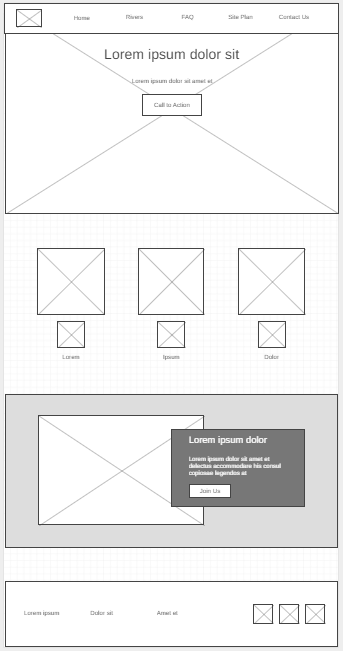 Home Rivers FAQ Site Plan Contact Us
Lorem ipsum dolor sit
Lorem ipsum dolor sit amet et
Call to Action
Lorem Ipsum Dolor
Lorem ipsum dolor
Lorem ipsum dolor sit amet et
delectus accommodare his consul
copiosae legendos at
Join Us
Lorem ipsum Dolor sit Amet et